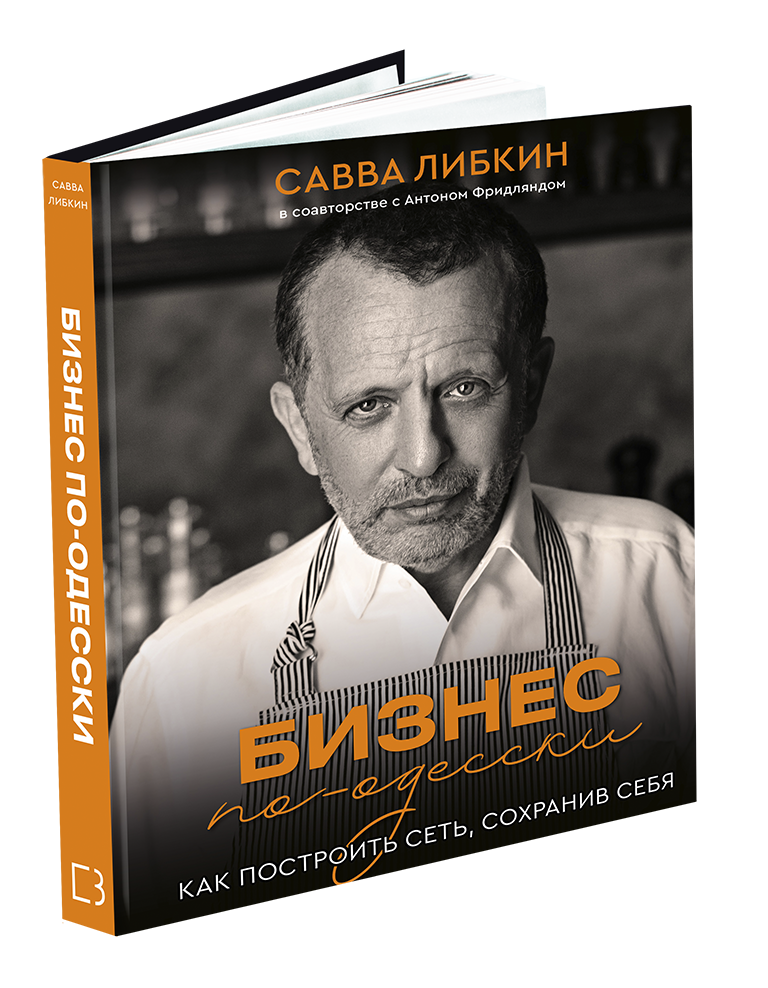 САВВА
ЛИБКИН
БИЗНЕС ПО-ОДЕССКИ
САВВА ЛИБКИН
в соавторстве с Антоном Фридляндом
БИЗНЕС
по-одесски
КАК ПОСТРОИТЬ СЕТЬ, СОХРАНИВ СЕБЯ